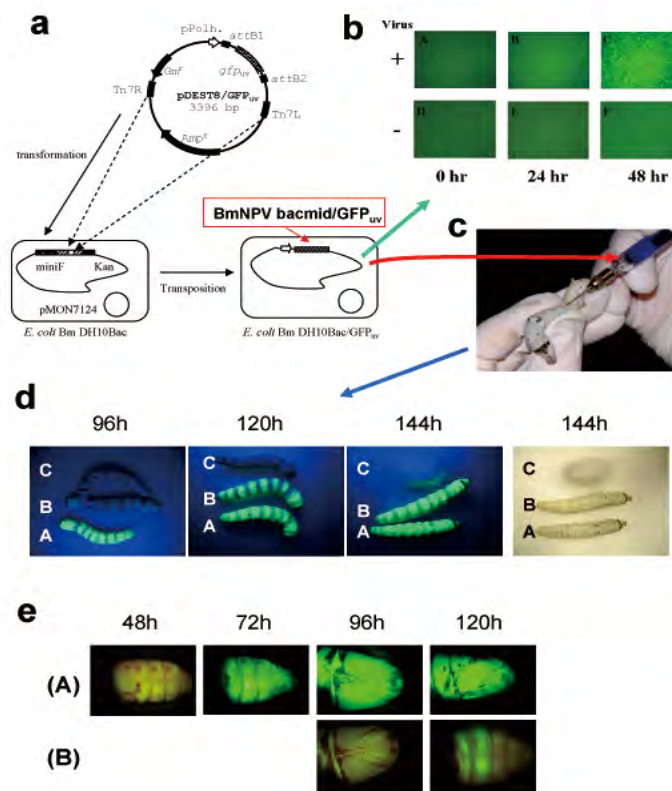 a
pPolh.
attB1
gfpuv
attB2
Gmr
Tn7R
pDEST8/GFPuv
3396 bp
Tn7L
Ampr
transformation
BmNPV bacmid/GFPuv
miniF
Kan
pMON7124
Transposition
E. coli Bm DH10Bac
E. coli Bm DH10Bac/GFPuv
b
Virus
+
A
B
C
-
D
E
F
0 hr
24 hr
48 hr
c
d
96h
120h
144h
144h
C
B
A
C
B
A
C
B
A
C
B
A
e
48h
72h
96h
120h
(A)
(B)